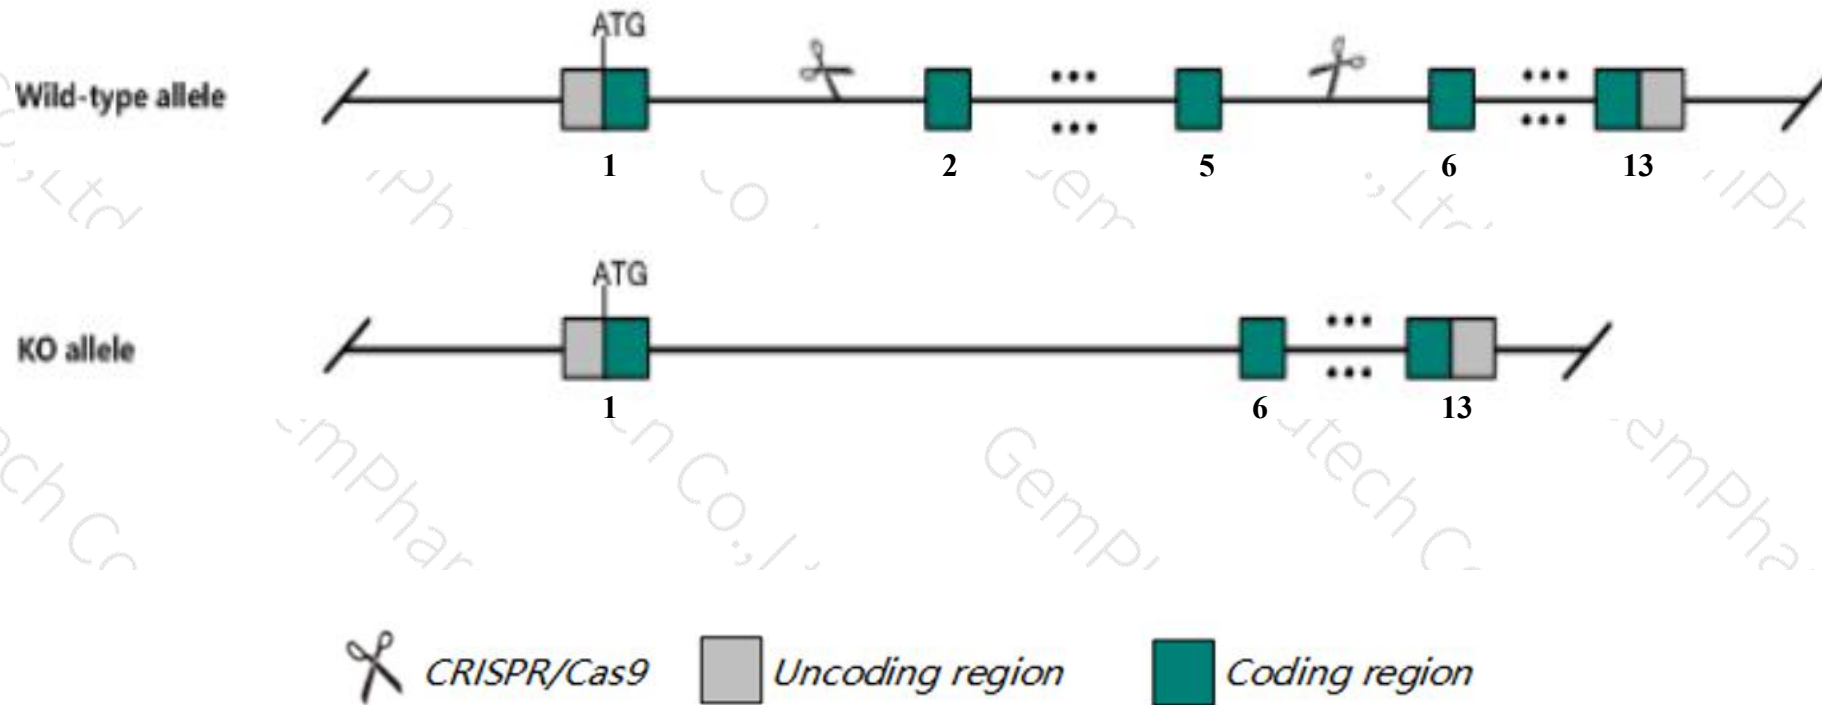 ATG
Wild-type allele
1 2 5 6 13
ATG
KO allele
1 6 13
CRISPR/Cas9 Uncoding region Coding region
GemPha